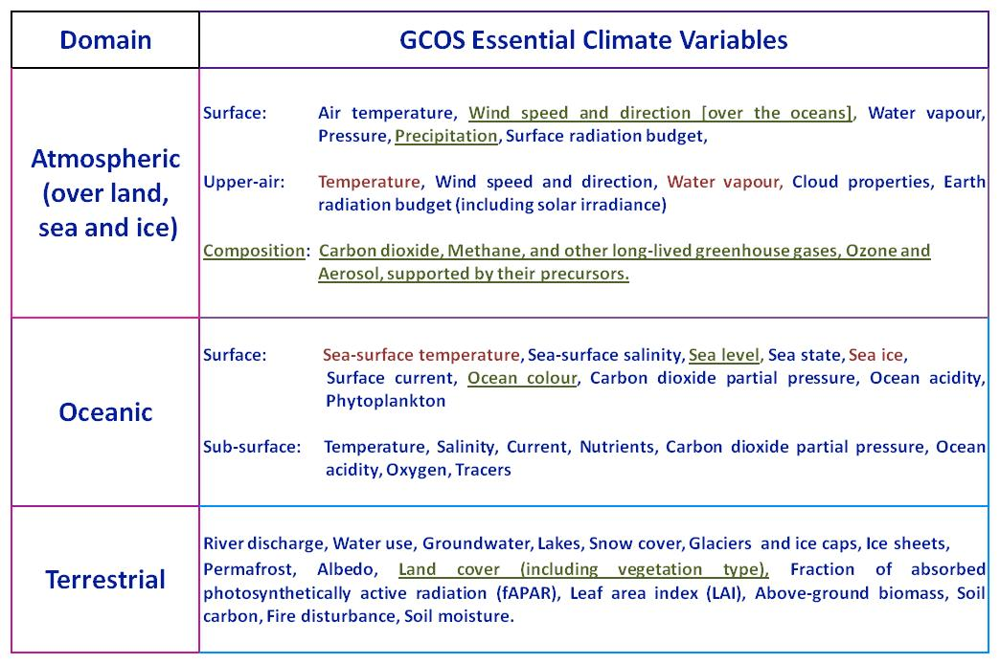 Domain
GCOS Essential Climate Variables
Atmospheric
(over land,
sea and ice)
Surface: Air temperature, Wind speed and direction [over the oceans], Water vapour,
Pressure, Precipitation, Surface radiation budget,
Upper-air: Temperature, Wind speed and direction, Water vapour, Cloud properties, Earth
radiation budget (including solar irradiance)
Composition: Carbon dioxide, Methane, and other long-lived greenhouse gases, Ozone and
Aerosol, supported by their precursors.
Oceanic
Surface: Sea-surface temperature, Sea-surface salinity, Sea level, Sea state, Sea ice,
Surface current, Ocean colour, Carbon dioxide partial pressure, Ocean acidity,
Phytoplankton
Sub-surface: Temperature, Salinity, Current, Nutrients, Carbon dioxide partial pressure, Ocean
acidity, Oxygen, Tracers
Terrestrial
River discharge, Water use, Groundwater, Lakes, Snow cover, Glaciers and ice caps, Ice sheets,
Permafrost, Albedo, Land cover (including vegetation type), Fraction of absorbed
photosynthetically active radiation (fAPAR), Leaf area index (LAI), Above-ground biomass, Soil
carbon, Fire disturbance, Soil moisture.